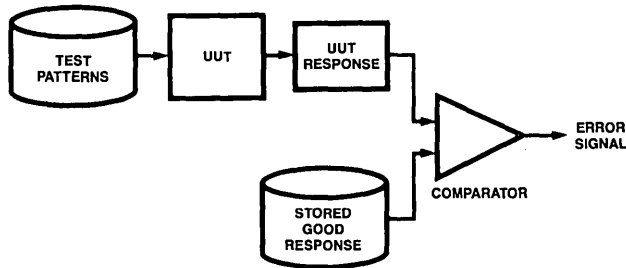 TEST
PATTERNS
UUT
UUT
RESPONSE
ERROR
SIGNAL
COMPARATOR
STORED
GOOD
RESPONSE